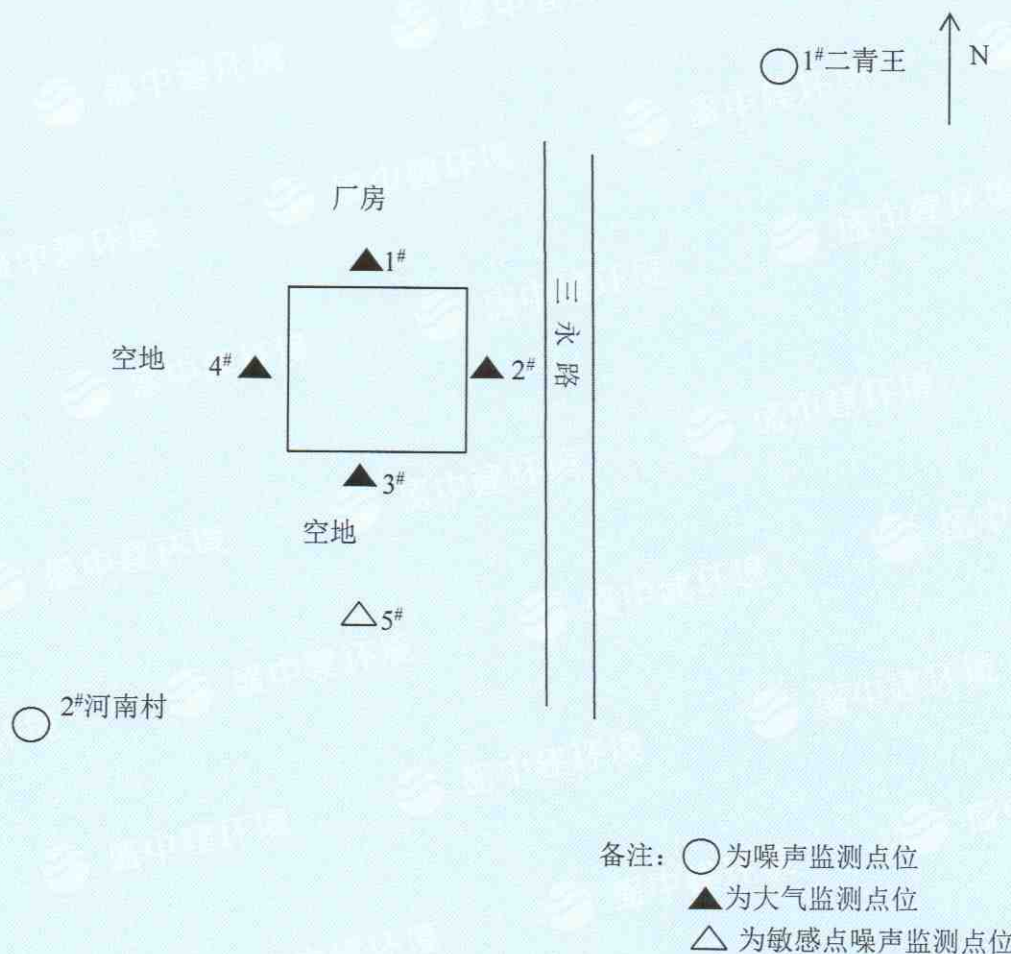 1#二青王
N
厂房
1#
三永路
空地
4#
2#
3#
空地
5#
2#河南村
备注：○为噪声监测点位
▲为大气监测点位
△ 为敏感点噪声监测点位